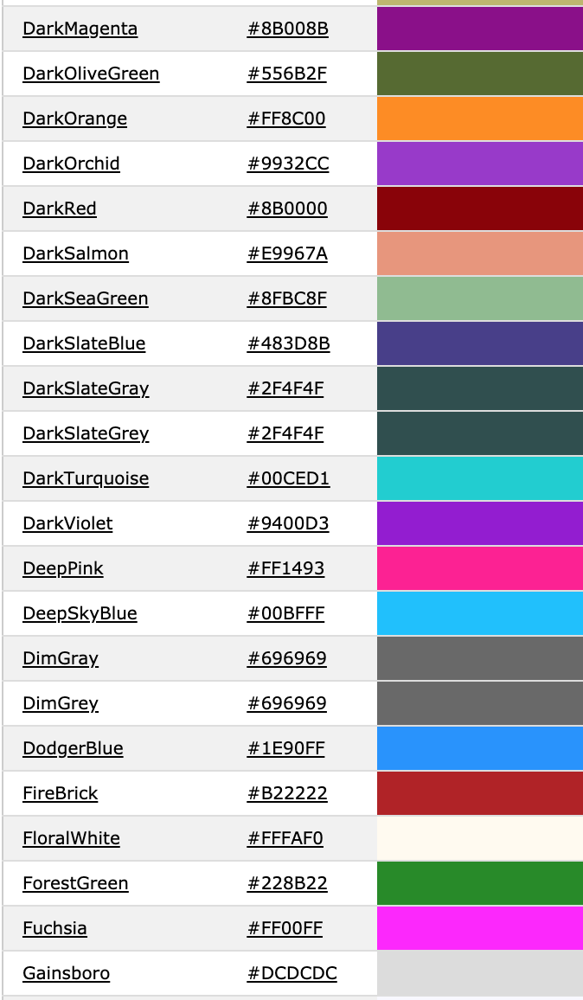 DarkMagenta #8B008B
DarkOliveGreen #556B2F
DarkOrange #FF8C00
DarkOrchid #9932CC
DarkRed #8B0000
DarkSalmon #E9967A
DarkSeaGreen #8FBC8F
DarkSlateBlue #483D8B
DarkSlateGray #2F4F4F
DarkSlateGrey #2F4F4F
DarkTurquoise #00CED1
DarkViolet #9400D3
DeepPink #FF1493
DeepSkyBlue #00BFFF
DimGray #696969
DimGrey #696969
DodgerBlue #1E90FF
FireBrick #B22222
FloralWhite #FFFAF0
ForestGreen #228B22
Fuchsia #FF00FF
Gainsboro #DCDCDC